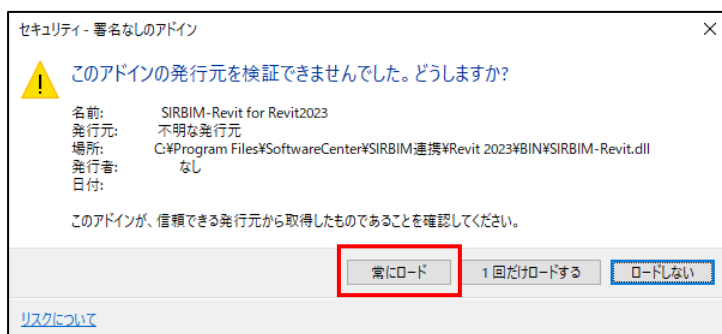 セキュリティ - 署名なしのアドイン
このアドインの発行元を検証できませんでした。どうしますか?
名前: SIRBIM-Revit for Revit2023
発行元: 不明な発行元
場所: C:¥Program Files¥SoftwareCenter¥SIRBIM連携¥Revit 2023¥BIN¥SIRBIM-Revit.dll
発行者: なし
日付:
このアドインが、信頼できる発行元から取得したものであることを確認してください。
常にロード 1 回だけロードする ロードしない
リスクについて